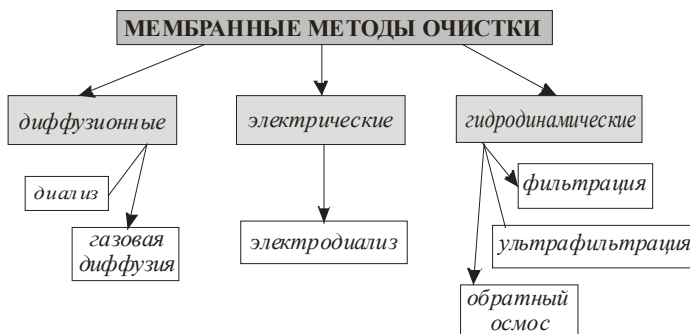 МЕМБРАННЫЕ МЕТОДЫ ОЧИСТКИ
диффузионные
электрические
гидродинамические
диализ
газовая
диффузия
электродиализ
фильтрация
ультрафильтрация
обратный
осмос